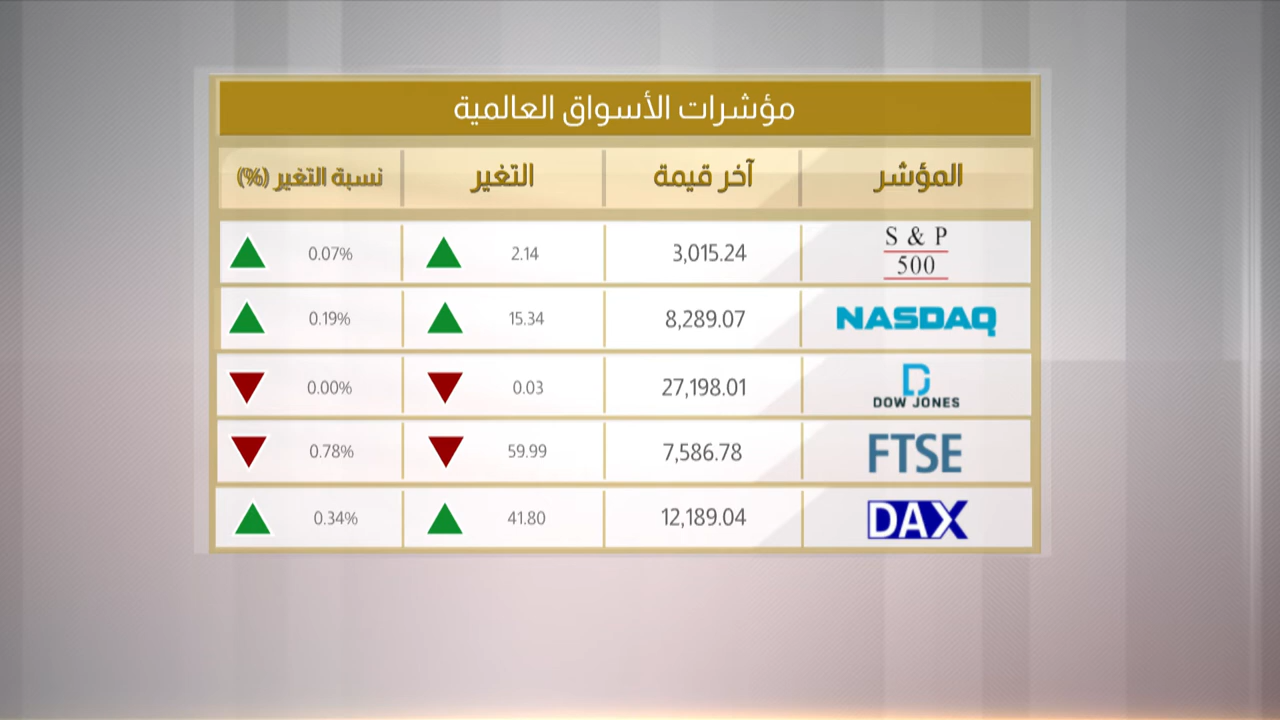 مؤشرات الأسواق العالمية
المؤشر آخر قيمة التغير نسبة التغير (%)
S & P
500
3,015.24 2.14 0.07%
NASDAQ 8,289.07 15.34 0.19%
DOW JONES 27,198.01 0.03 0.00%
FTSE 7,586.78 59.99 0.78%
DAX 12,189.04 41.80 0.34%